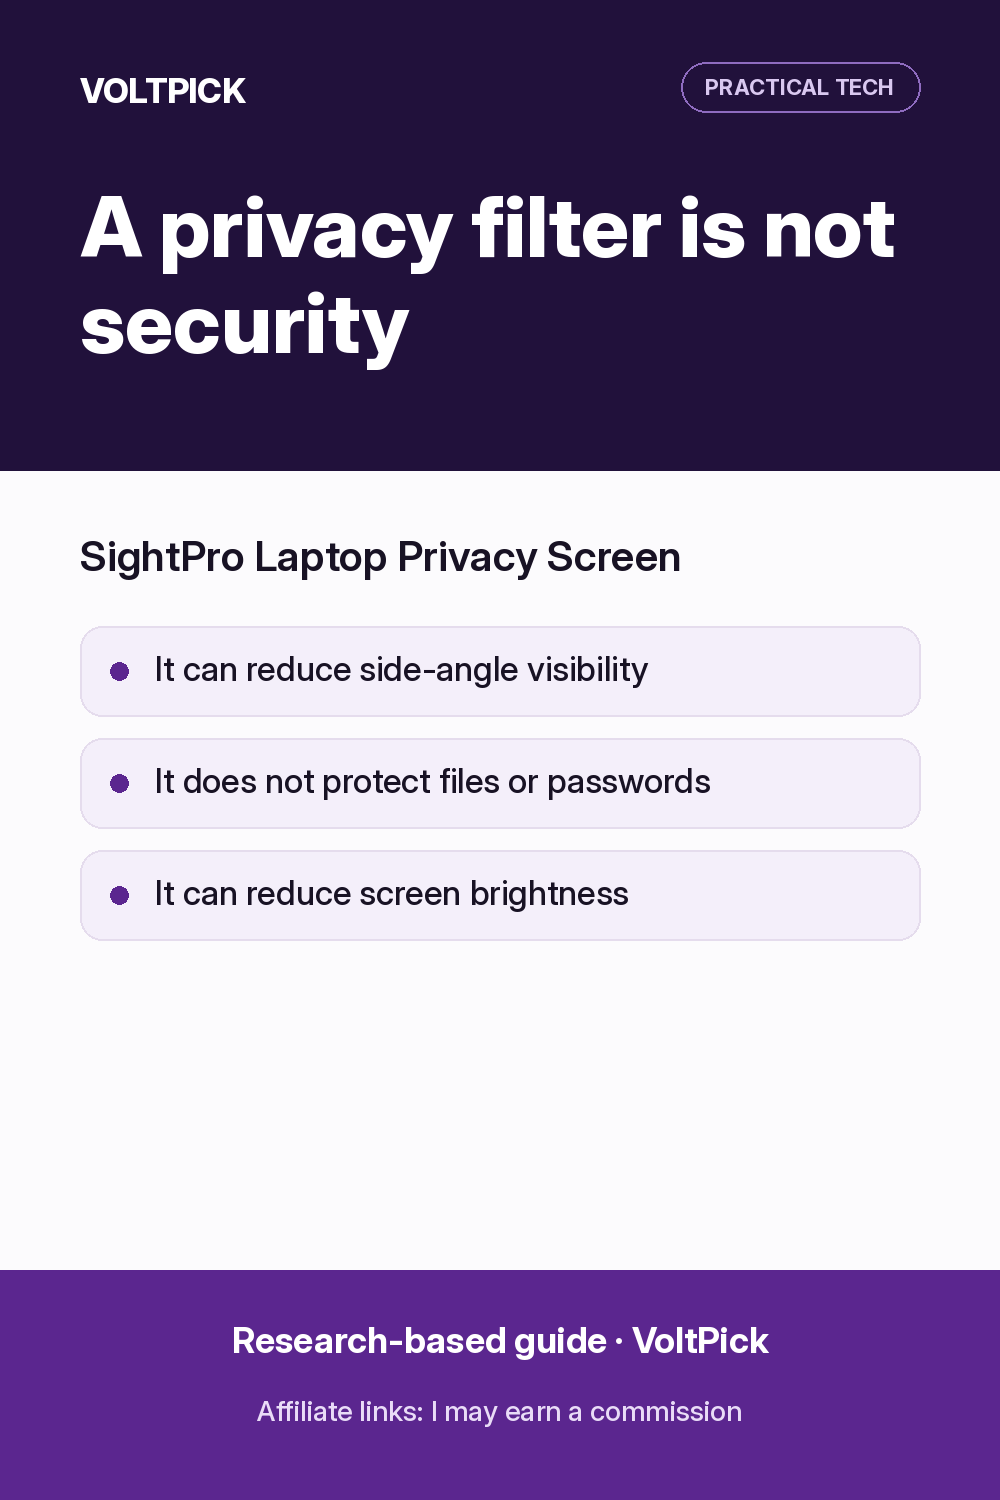 VOLTPICK
PRACTICAL TECH
A privacy filter is not
security
SightPro Laptop Privacy Screen
It can reduce side-angle visibility
It does not protect files or passwords
It can reduce screen brightness
Research-based guide · VoltPick
Affiliate links: I may earn a commission